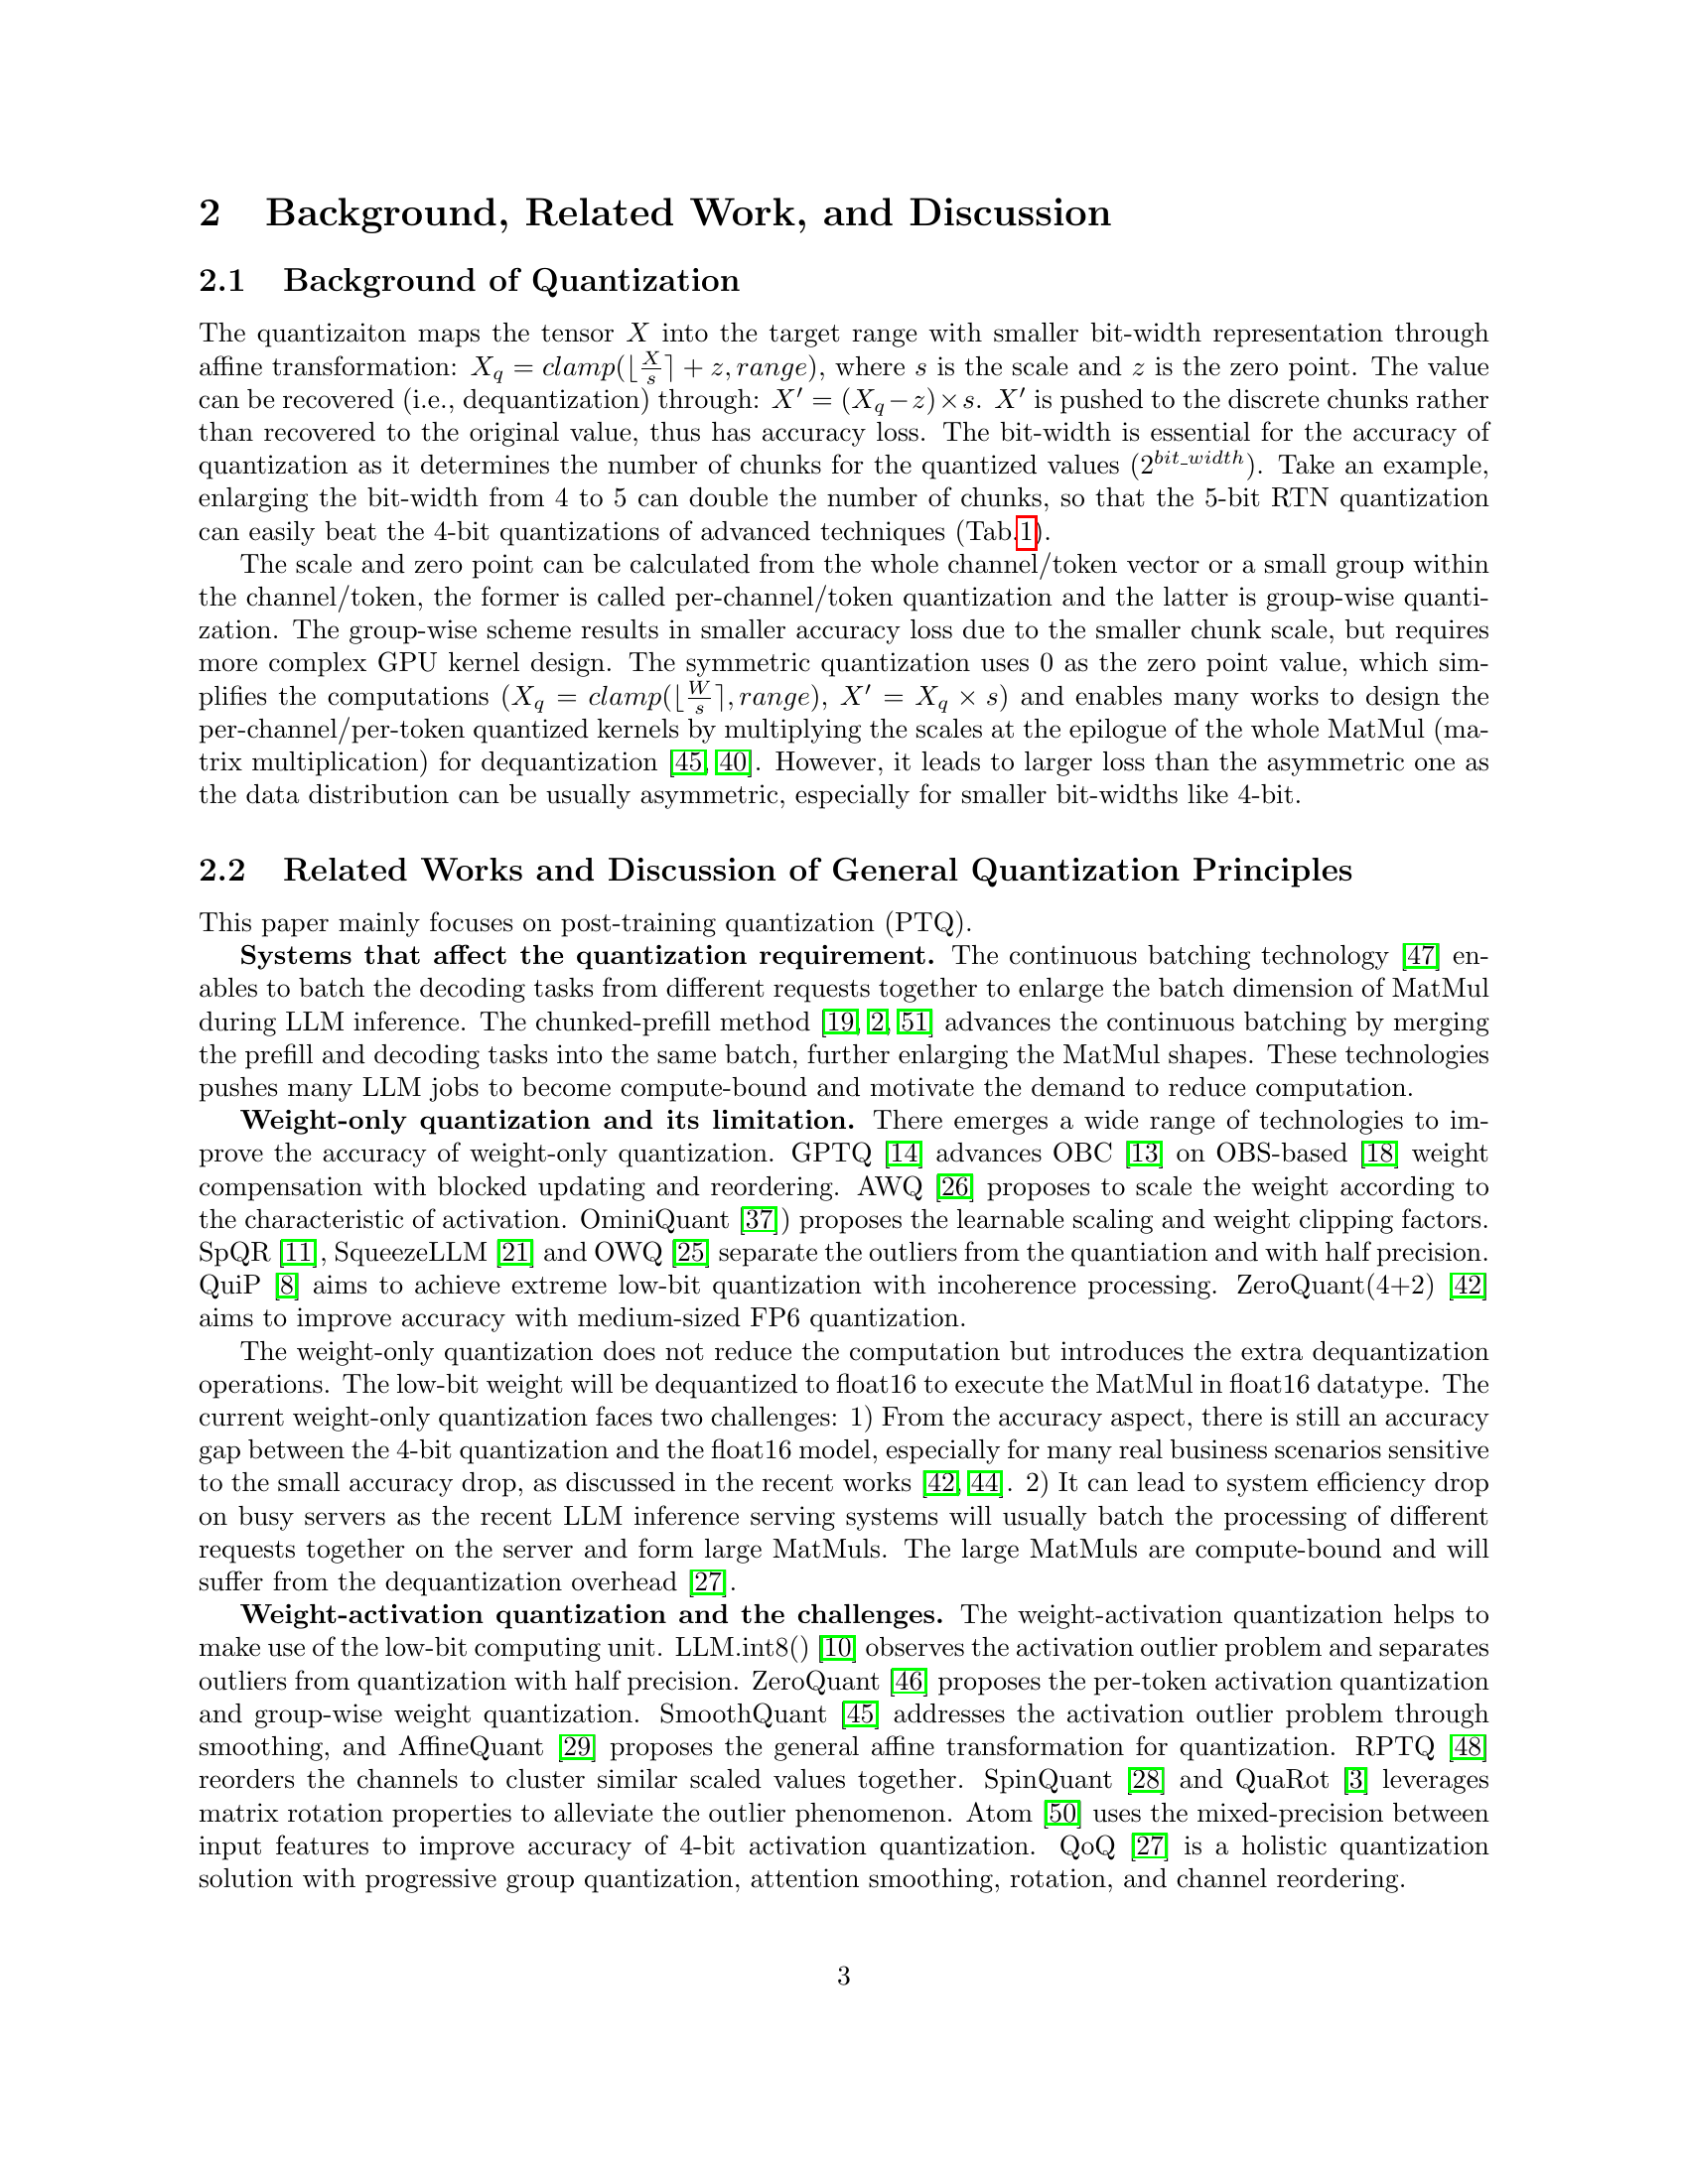 2 Background, Related Work, and Discussion
2.1 Background of Quantization
The quantizaiton maps the tensor X into the target range with smaller bit-width representation through
affine transformation: X_q = clamp(⌊X/s⌉ + z, range), where s is the scale and z is the zero point. The value
can be recovered (i.e., dequantization) through: X′ = (X_q − z) × s. X′ is pushed to the discrete chunks rather
than recovered to the original value, thus has accuracy loss. The bit-width is essential for the accuracy of
quantization as it determines the number of chunks for the quantized values (2^{bit_width}). Take an example,
enlarging the bit-width from 4 to 5 can double the number of chunks, so that the 5-bit RTN quantization
can easily beat the 4-bit quantizations of advanced techniques (Tab.1).
The scale and zero point can be calculated from the whole channel/token vector or a small group within
the channel/token, the former is called per-channel/token quantization and the latter is group-wise quanti-
zation. The group-wise scheme results in smaller accuracy loss due to the smaller chunk scale, but requires
more complex GPU kernel design. The symmetric quantization uses 0 as the zero point value, which sim-
plifies the computations (X_q = clamp(⌊W/s⌉, range), X′ = X_q × s) and enables many works to design the
per-channel/per-token quantized kernels by multiplying the scales at the epilogue of the whole MatMul (ma-
trix multiplication) for dequantization [45, 40]. However, it leads to larger loss than the asymmetric one as
the data distribution can be usually asymmetric, especially for smaller bit-widths like 4-bit.
2.2 Related Works and Discussion of General Quantization Principles
This paper mainly focuses on post-training quantization (PTQ).
Systems that affect the quantization requirement. The continuous batching technology [47] en-
ables to batch the decoding tasks from different requests together to enlarge the batch dimension of MatMul
during LLM inference. The chunked-prefill method [19, 2, 51] advances the continuous batching by merging
the prefill and decoding tasks into the same batch, further enlarging the MatMul shapes. These technologies
pushes many LLM jobs to become compute-bound and motivate the demand to reduce computation.
Weight-only quantization and its limitation. There emerges a wide range of technologies to im-
prove the accuracy of weight-only quantization. GPTQ [14] advances OBC [13] on OBS-based [18] weight
compensation with blocked updating and reordering. AWQ [26] proposes to scale the weight according to
the characteristic of activation. OminiQuant [37]) proposes the learnable scaling and weight clipping factors.
SpQR [11], SqueezeLLM [21] and OWQ [25] separate the outliers from the quantiation and with half precision.
QuiP [8] aims to achieve extreme low-bit quantization with incoherence processing. ZeroQuant(4+2) [42]
aims to improve accuracy with medium-sized FP6 quantization.
The weight-only quantization does not reduce the computation but introduces the extra dequantization
operations. The low-bit weight will be dequantized to float16 to execute the MatMul in float16 datatype. The
current weight-only quantization faces two challenges: 1) From the accuracy aspect, there is still an accuracy
gap between the 4-bit quantization and the float16 model, especially for many real business scenarios sensitive
to the small accuracy drop, as discussed in the recent works [42, 44]. 2) It can lead to system efficiency drop
on busy servers as the recent LLM inference serving systems will usually batch the processing of different
requests together on the server and form large MatMuls. The large MatMuls are compute-bound and will
suffer from the dequantization overhead [27].
Weight-activation quantization and the challenges. The weight-activation quantization helps to
make use of the low-bit computing unit. LLM.int8() [10] observes the activation outlier problem and separates
outliers from quantization with half precision. ZeroQuant [46] proposes the per-token activation quantization
and group-wise weight quantization. SmoothQuant [45] addresses the activation outlier problem through
smoothing, and AffineQuant [29] proposes the general affine transformation for quantization. RPTQ [48]
reorders the channels to cluster similar scaled values together. SpinQuant [28] and QuaRot [3] leverages
matrix rotation properties to alleviate the outlier phenomenon. Atom [50] uses the mixed-precision between
input features to improve accuracy of 4-bit activation quantization. QoQ [27] is a holistic quantization
solution with progressive group quantization, attention smoothing, rotation, and channel reordering.
3